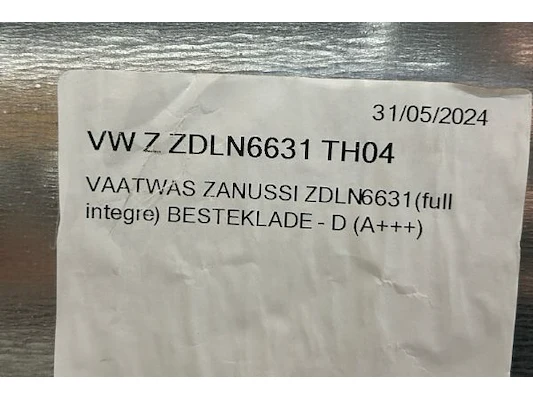 31/05/2024
VW Z ZDLN6631 TH04
VAATWAS ZANUSSI ZDLN6631(full
integre) BESTEKLADE - D (A+++)